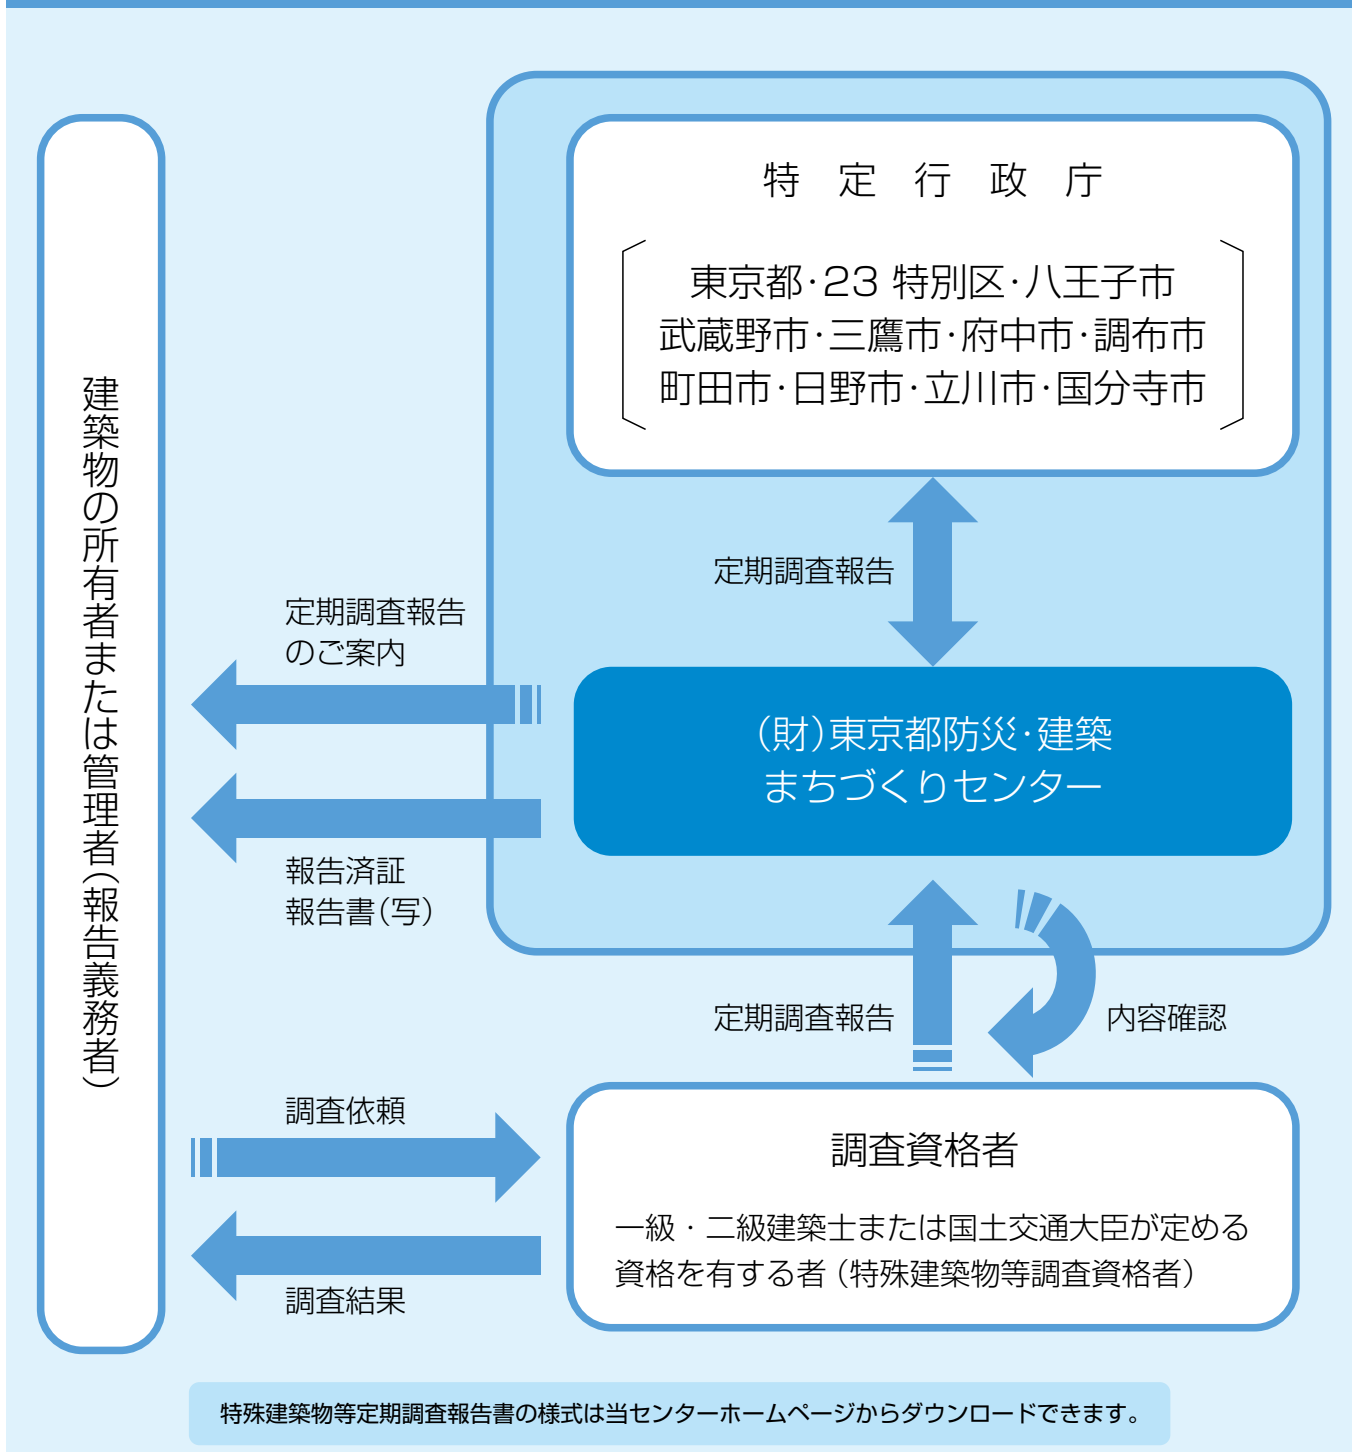 特定行政庁
東京都・23 特別区・八王子市
武蔵野市・三鷹市・府中市・調布市
町田市・日野市・立川市・国分寺市
建築物の所有者または管理者（報告義務者）
定期調査報告
定期調査報告
のご案内
（財）東京都防災・建築
まちづくりセンター
報告済証
報告書（写）
定期調査報告
内容確認
調査依頼
調査資格者
一級・二級建築士または国土交通大臣が定める
資格を有する者（特殊建築物等調査資格者）
調査結果
特殊建築物等定期調査報告書の様式は当センターホームページからダウンロードできます。